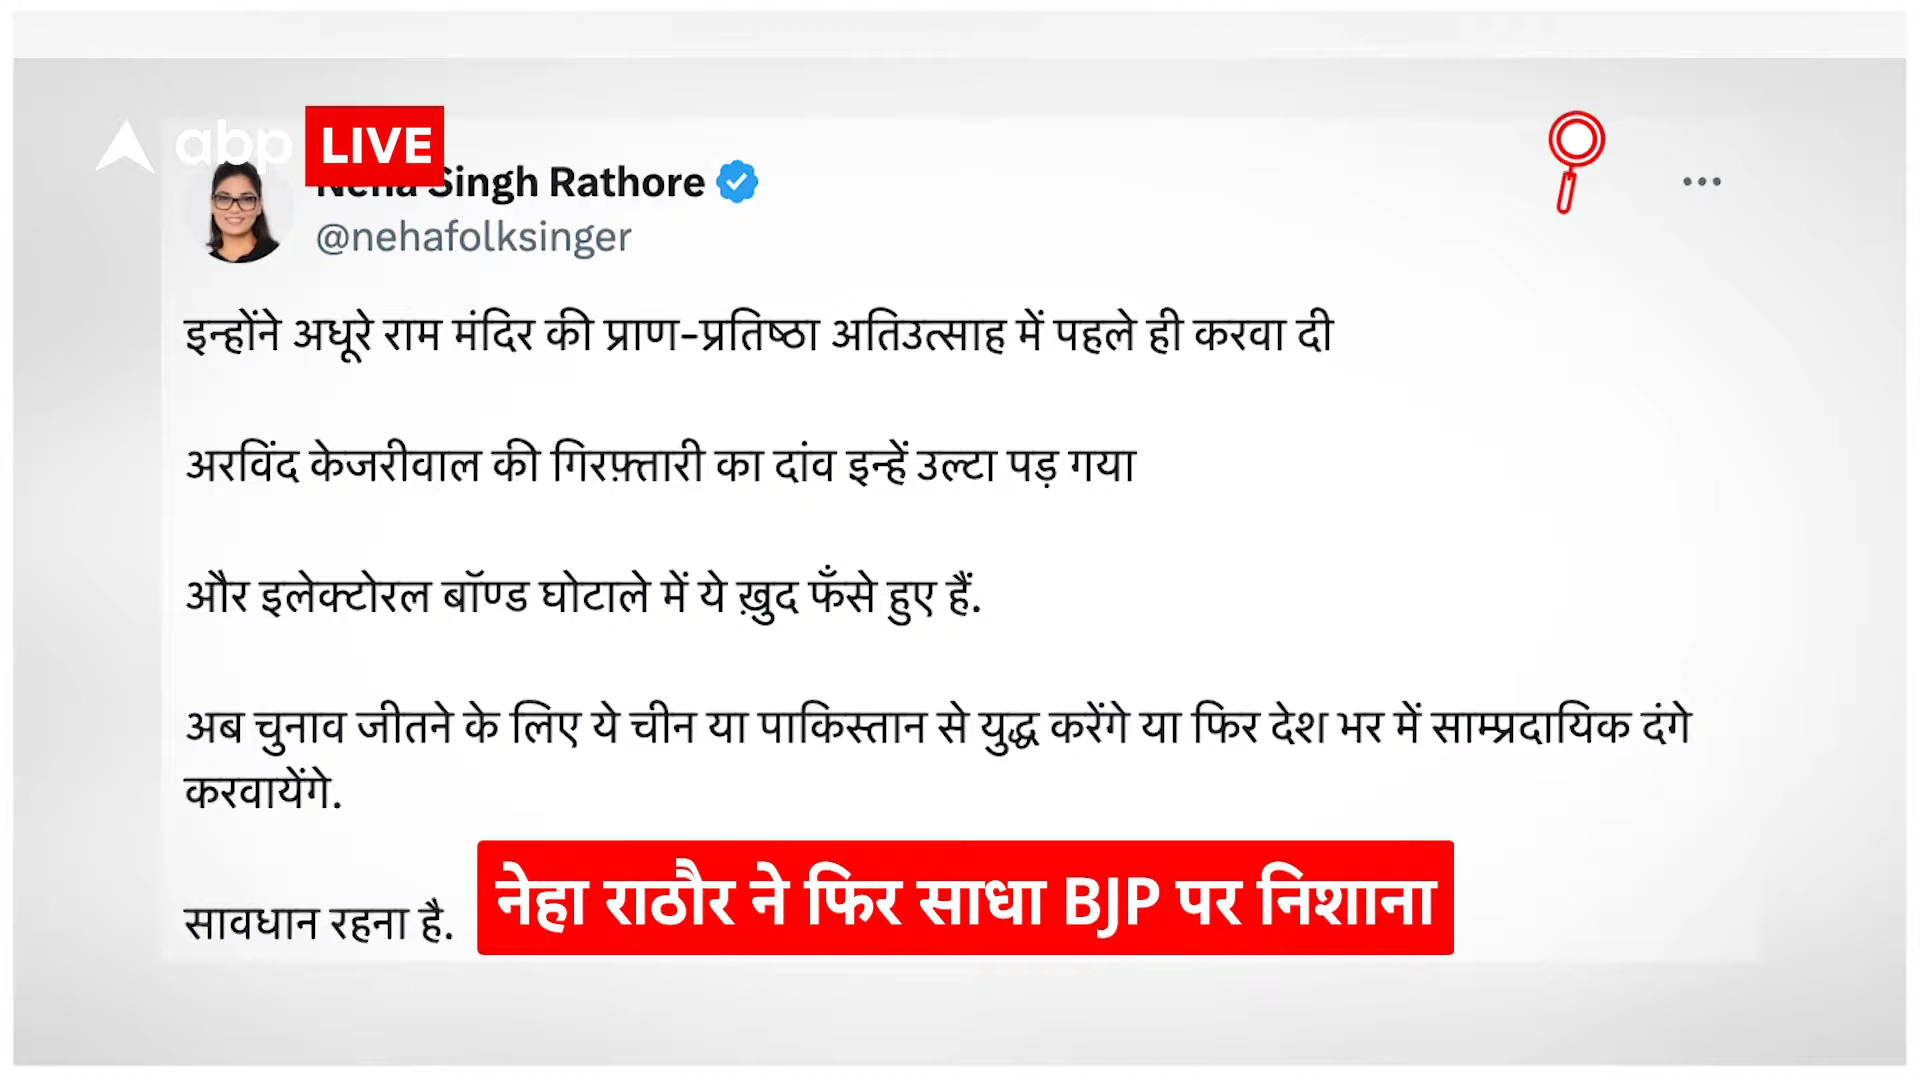 abp LIVE
Neha Singh Rathore
@nehafolksinger
इन्होंने अधूरे राम मंदिर की प्राण-प्रतिष्ठा अतिउत्साह में पहले ही करवा दी
अरविंद केजरीवाल की गिरफ़्तारी का दांव इन्हें उल्टा पड़ गया
और इलेक्टोरल बॉण्ड घोटाले में ये ख़ुद फँसे हुए हैं.
अब चुनाव जीतने के लिए ये चीन या पाकिस्तान से युद्ध करेंगे या फिर देश भर में साम्प्रदायिक दंगे
करवायेंगे.
सावधान रहना है.
नेहा राठौर ने फिर साधा BJP पर निशाना